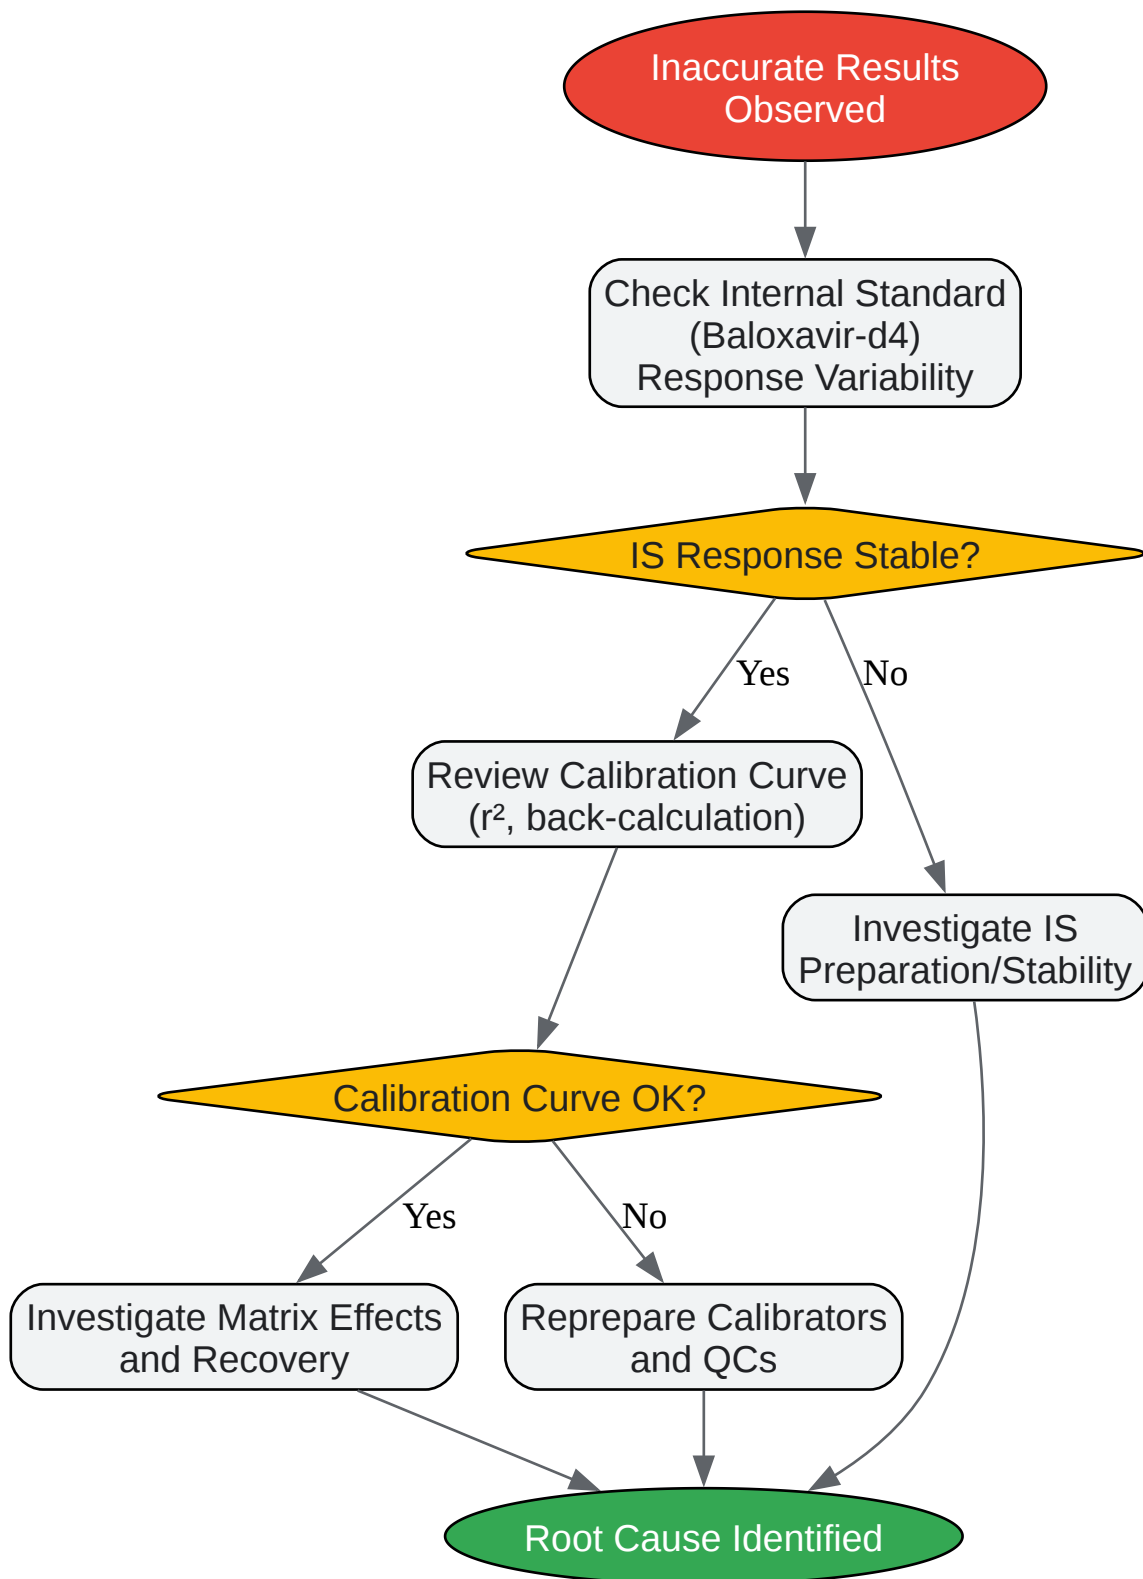 Inaccurate Results
Observed
Check Internal Standard
(Baloxavir-d4)
Response Variability
IS Response Stable?
Yes
No
Review Calibration Curve
(r², back-calculation)
Investigate IS
Preparation/Stability
Calibration Curve OK?
Yes
No
Investigate Matrix Effects
and Recovery
Reprepare Calibrators
and QCs
Root Cause Identified